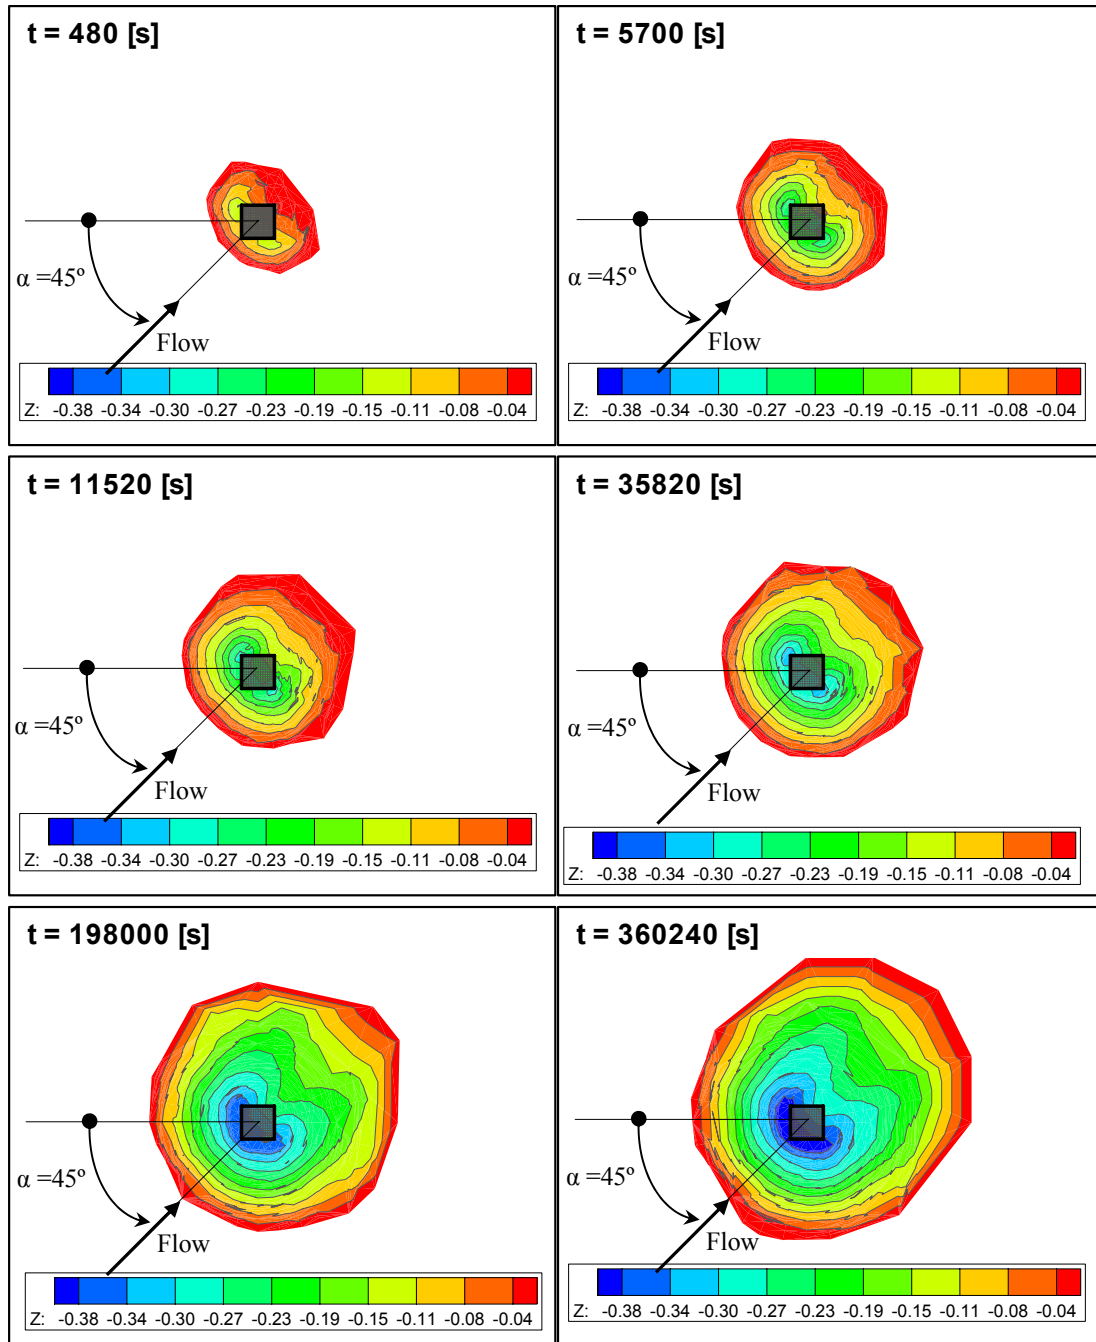 t = 480 [s]
α =45º
Flow
Z: -0.38 -0.34 -0.30 -0.27 -0.23 -0.19 -0.15 -0.11 -0.08 -0.04
t = 5700 [s]
α =45º
Flow
Z: -0.38 -0.34 -0.30 -0.27 -0.23 -0.19 -0.15 -0.11 -0.08 -0.04
t = 11520 [s]
α =45º
Flow
Z: -0.38 -0.34 -0.30 -0.27 -0.23 -0.19 -0.15 -0.11 -0.08 -0.04
t = 35820 [s]
α =45º
Flow
Z: -0.38 -0.34 -0.30 -0.27 -0.23 -0.19 -0.15 -0.11 -0.08 -0.04
t = 198000 [s]
α =45º
Flow
Z: -0.38 -0.34 -0.30 -0.27 -0.23 -0.19 -0.15 -0.11 -0.08 -0.04
t = 360240 [s]
α =45º
Flow
Z: -0.38 -0.34 -0.30 -0.27 -0.23 -0.19 -0.15 -0.11 -0.08 -0.04